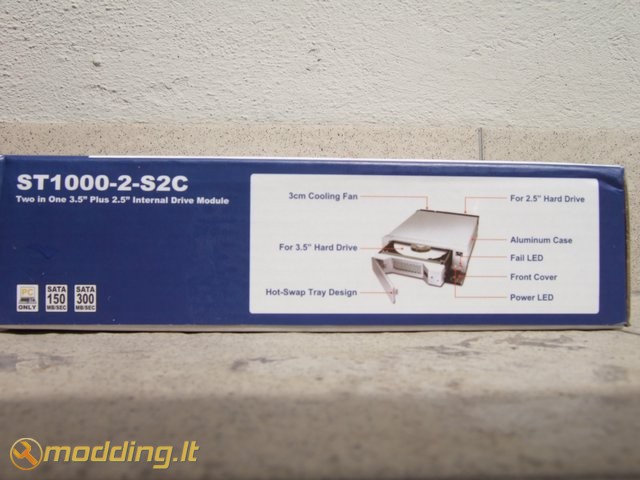 ST1000-2-S2C
Two in One 3.5" Plus 2.5" Internal Drive Module
3cm Cooling Fan
For 2.5" Hard Drive
Aluminum Case
For 3.5" Hard Drive
Fail LED
Front Cover
Hot-Swap Tray Design
Power LED
PC
ONLY
SATA
150
MB/SEC
SATA
300
MB/SEC
modding.lt